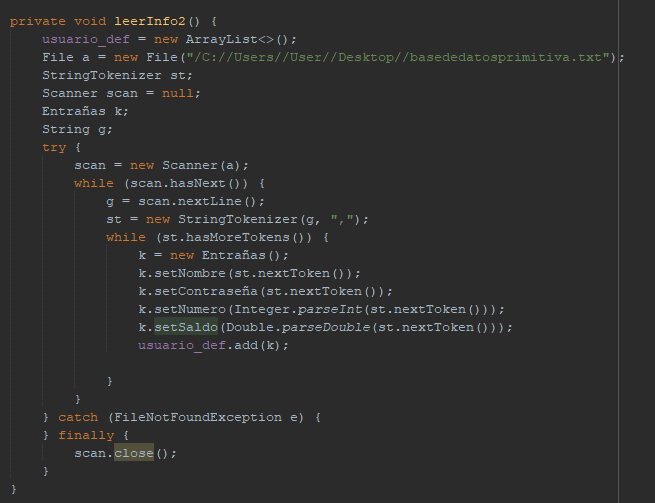 private void leerInfo2() {
usuario_def = new ArrayList<>();
File a = new File("/C://Users//User//Desktop//basededatosprimitiva.txt");
StringTokenizer st;
Scanner scan = null;
Entrañas k;
String g;
try {
scan = new Scanner(a);
while (scan.hasNext()) {
g = scan.nextLine();
st = new StringTokenizer(g, ",");
while (st.hasMoreTokens()) {
k = new Entrañas();
k.setNombre(st.nextToken());
k.setContraseña(st.nextToken());
k.setNumero(Integer.parseInt(st.nextToken()));
k.setSaldo(Double.parseDouble(st.nextToken()));
usuario_def.add(k);
}
}
} catch (FileNotFoundException e) {
} finally {
scan.close();
}
}